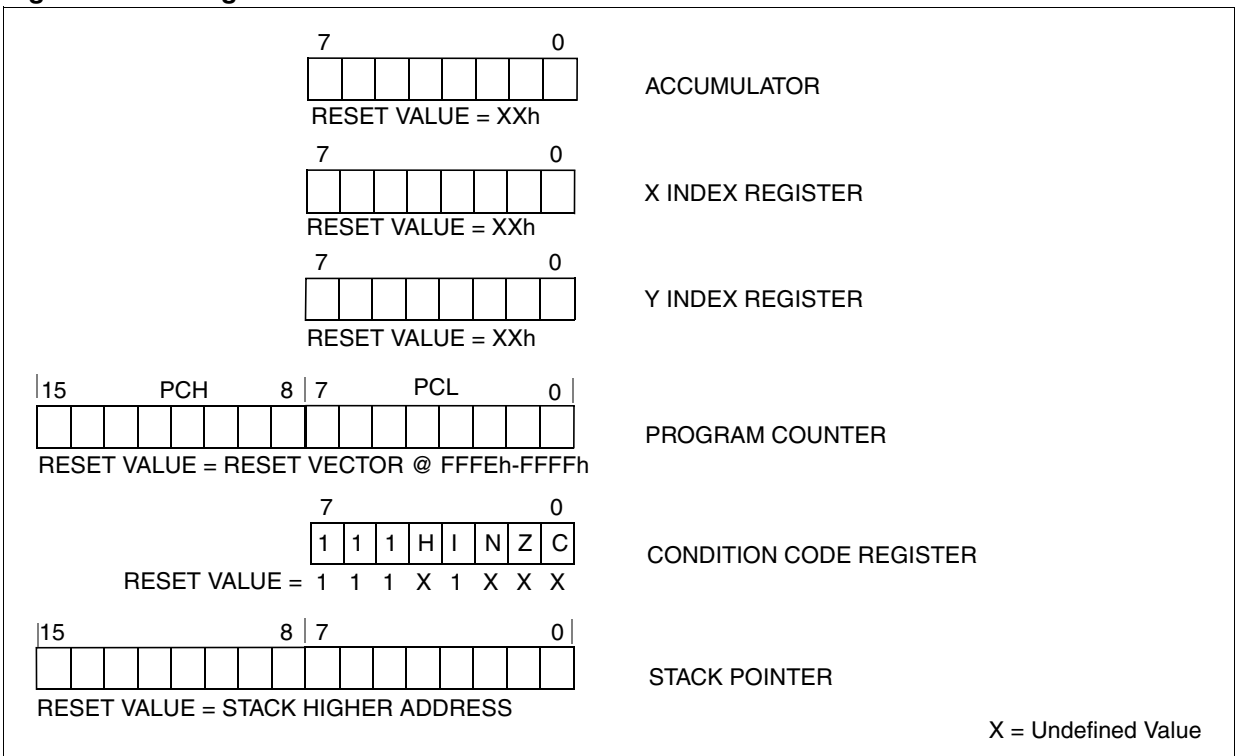 7 0
ACCUMULATOR
RESET VALUE = XXh
7 0
X INDEX REGISTER
RESET VALUE = XXh
7 0
Y INDEX REGISTER
RESET VALUE = XXh
15 PCH 8 7 PCL 0
PROGRAM COUNTER
RESET VALUE = RESET VECTOR @ FFFEh-FFFFh
7 0
1 1 1 H I N Z C
CONDITION CODE REGISTER
RESET VALUE = 1 1 1 X 1 X X X
15 8 7 0
STACK POINTER
RESET VALUE = STACK HIGHER ADDRESS
X = Undefined Value